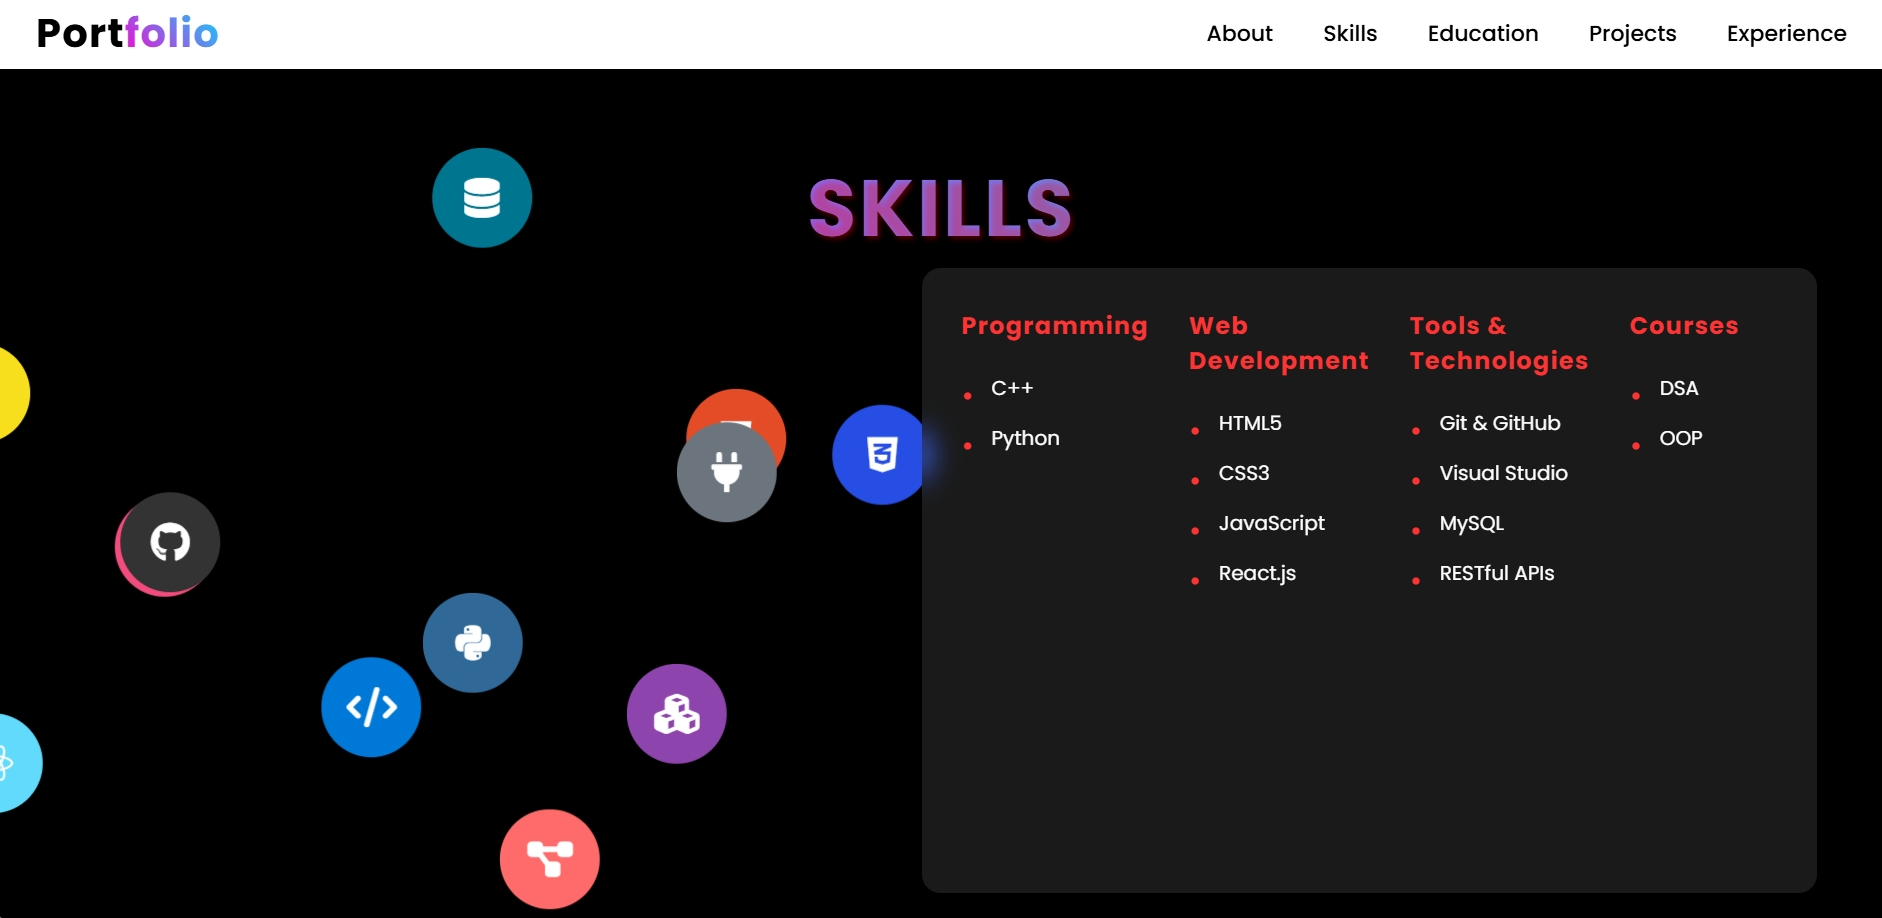 Portfolio
About
Skills
Education
Projects
Experience
SKILLS
Programming
C++
Python
Web
Development
HTML5
CSS3
JavaScript
React.js
Tools &
Technologies
Git & GitHub
Visual Studio
MySQL
RESTful APIs
Courses
DSA
OOP